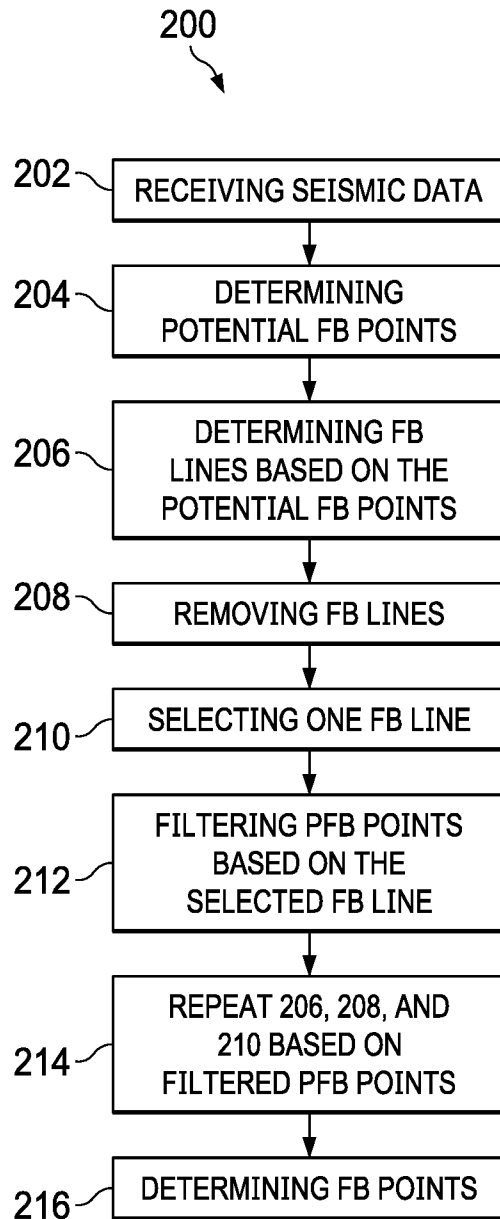 200
202
RECEIVING SEISMIC DATA
204
DETERMINING
POTENTIAL FB POINTS
206
DETERMINING FB
LINES BASED ON THE
POTENTIAL FB POINTS
208
REMOVING FB LINES
210
SELECTING ONE FB LINE
212
FILTERING PFB POINTS
BASED ON THE
SELECTED FB LINE
214
REPEAT 206, 208, AND
210 BASED ON
FILTERED PFB POINTS
216
DETERMINING FB POINTS